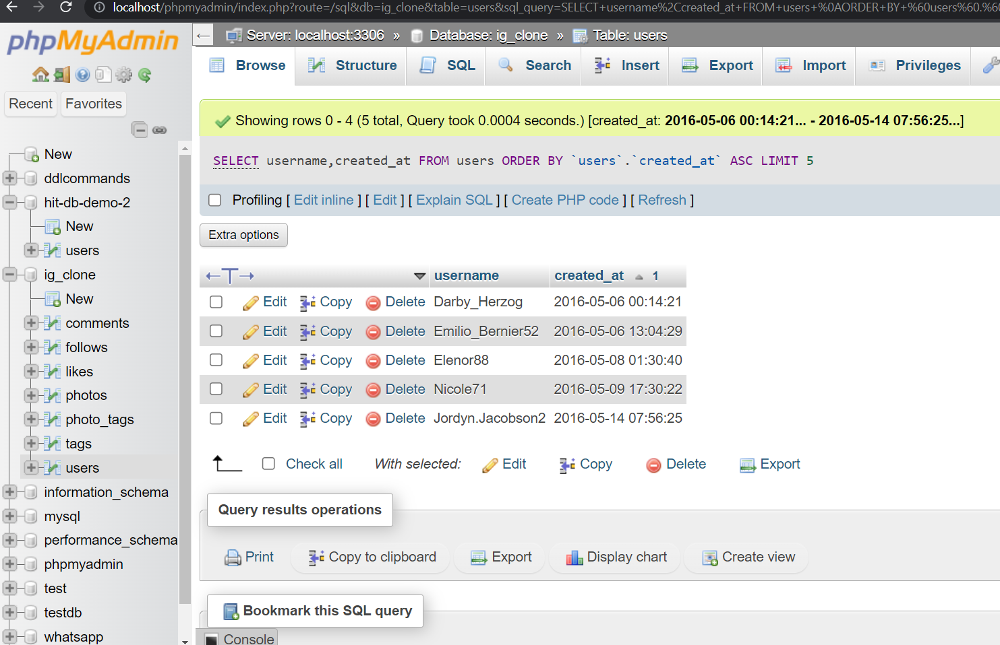 localhost/phpmyadmin/index.php?route=/sql&db=ig_clone&table=users&sql_query=SELECT+username%2Ccreated_at+FROM+users+%0AORDER+BY+%60users%60.%6
phpMyAdmin
Recent Favorites
New
ddlcommands
hit-db-demo-2
New
users
ig_clone
New
comments
follows
likes
photos
photo_tags
tags
users
information_schema
mysql
performance_schema
phpmyadmin
test
testdb
whatsapp
Server: localhost:3306 » Database: ig_clone » Table: users
Browse Structure SQL Search Insert Export Import Privileges
Showing rows 0 - 4 (5 total, Query took 0.0004 seconds.) [created_at: 2016-05-06 00:14:21... - 2016-05-14 07:56:25...]
SELECT username,created_at FROM users ORDER BY `users`.`created_at` ASC LIMIT 5
Profiling [ Edit inline ] [ Edit ] [ Explain SQL ] [ Create PHP code ] [ Refresh ]
Extra options
←T→ username created_at 1
Edit Copy Delete Darby_Herzog 2016-05-06 00:14:21
Edit Copy Delete Emilio_Bernier52 2016-05-06 13:04:29
Edit Copy Delete Elenor88 2016-05-08 01:30:40
Edit Copy Delete Nicole71 2016-05-09 17:30:22
Edit Copy Delete Jordyn.Jacobson2 2016-05-14 07:56:25
Check all With selected: Edit Copy Delete Export
Query results operations
Print Copy to clipboard Export Display chart Create view
Bookmark this SQL query
Console